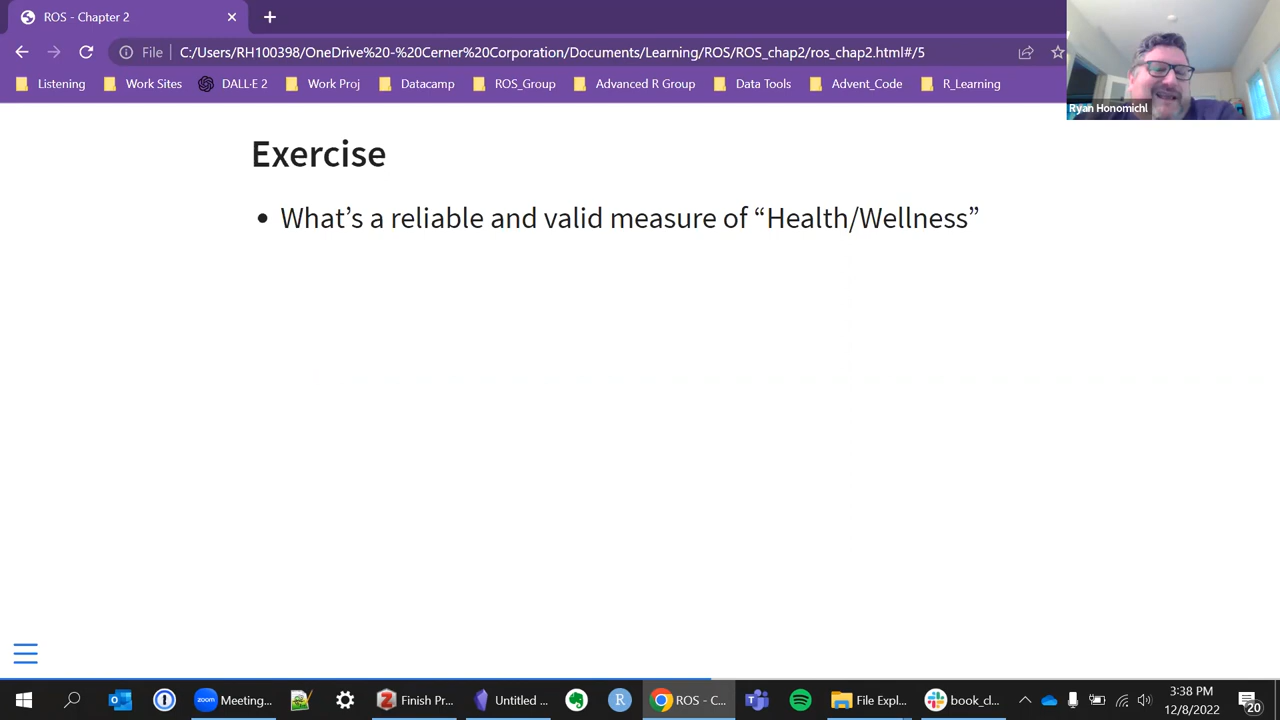 ROS - Chapter 2
File
C:/Users/RH100398/OneDrive%20-%20Cerner%20Corporation/Documents/Learning/ROS/ROS_chap2/ros_chap2.html#/5
Listening
Work Sites
DALL·E 2
Work Proj
Datacamp
ROS_Group
Advanced R Group
Data Tools
Advent_Code
R_Learning
Ryan Honomichl
Exercise
• What’s a reliable and valid measure of “Health/Wellness”
zoom
Meeting...
Z
Finish Pr...
Untitled ...
R
ROS - C...
File Expl...
book_cl...
3:38 PM
12/8/2022
20